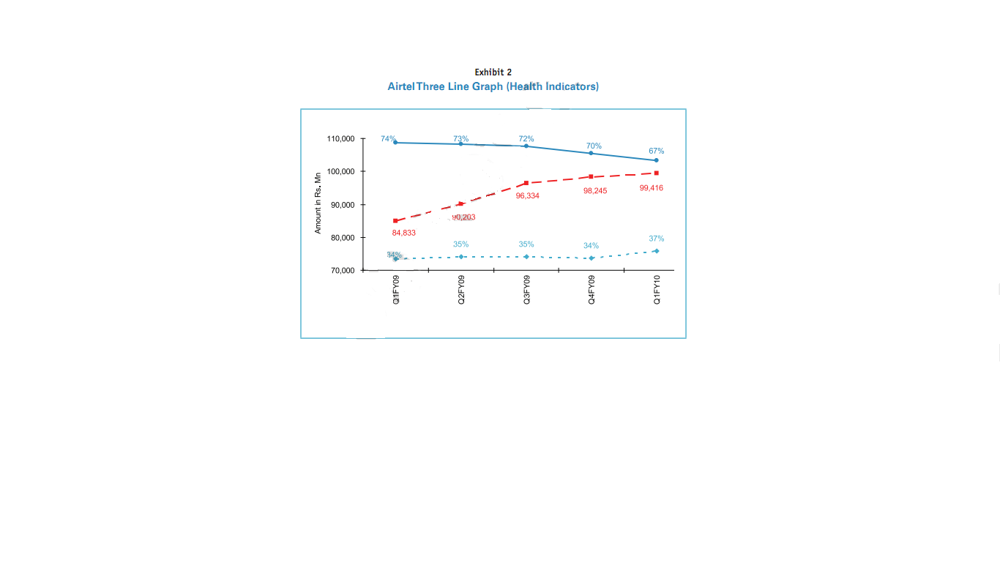 Exhibit 2
Airtel Three Line Graph (Health Indicators)
Amount in Rs. Mn
110,000
100,000
90,000
80,000
70,000
74%
73%
72%
70%
67%
84,833
90,203
96,334
98,245
99,416
34%
35%
35%
34%
37%
Q1FY09
Q2FY09
Q3FY09
Q4FY09
Q1FY10